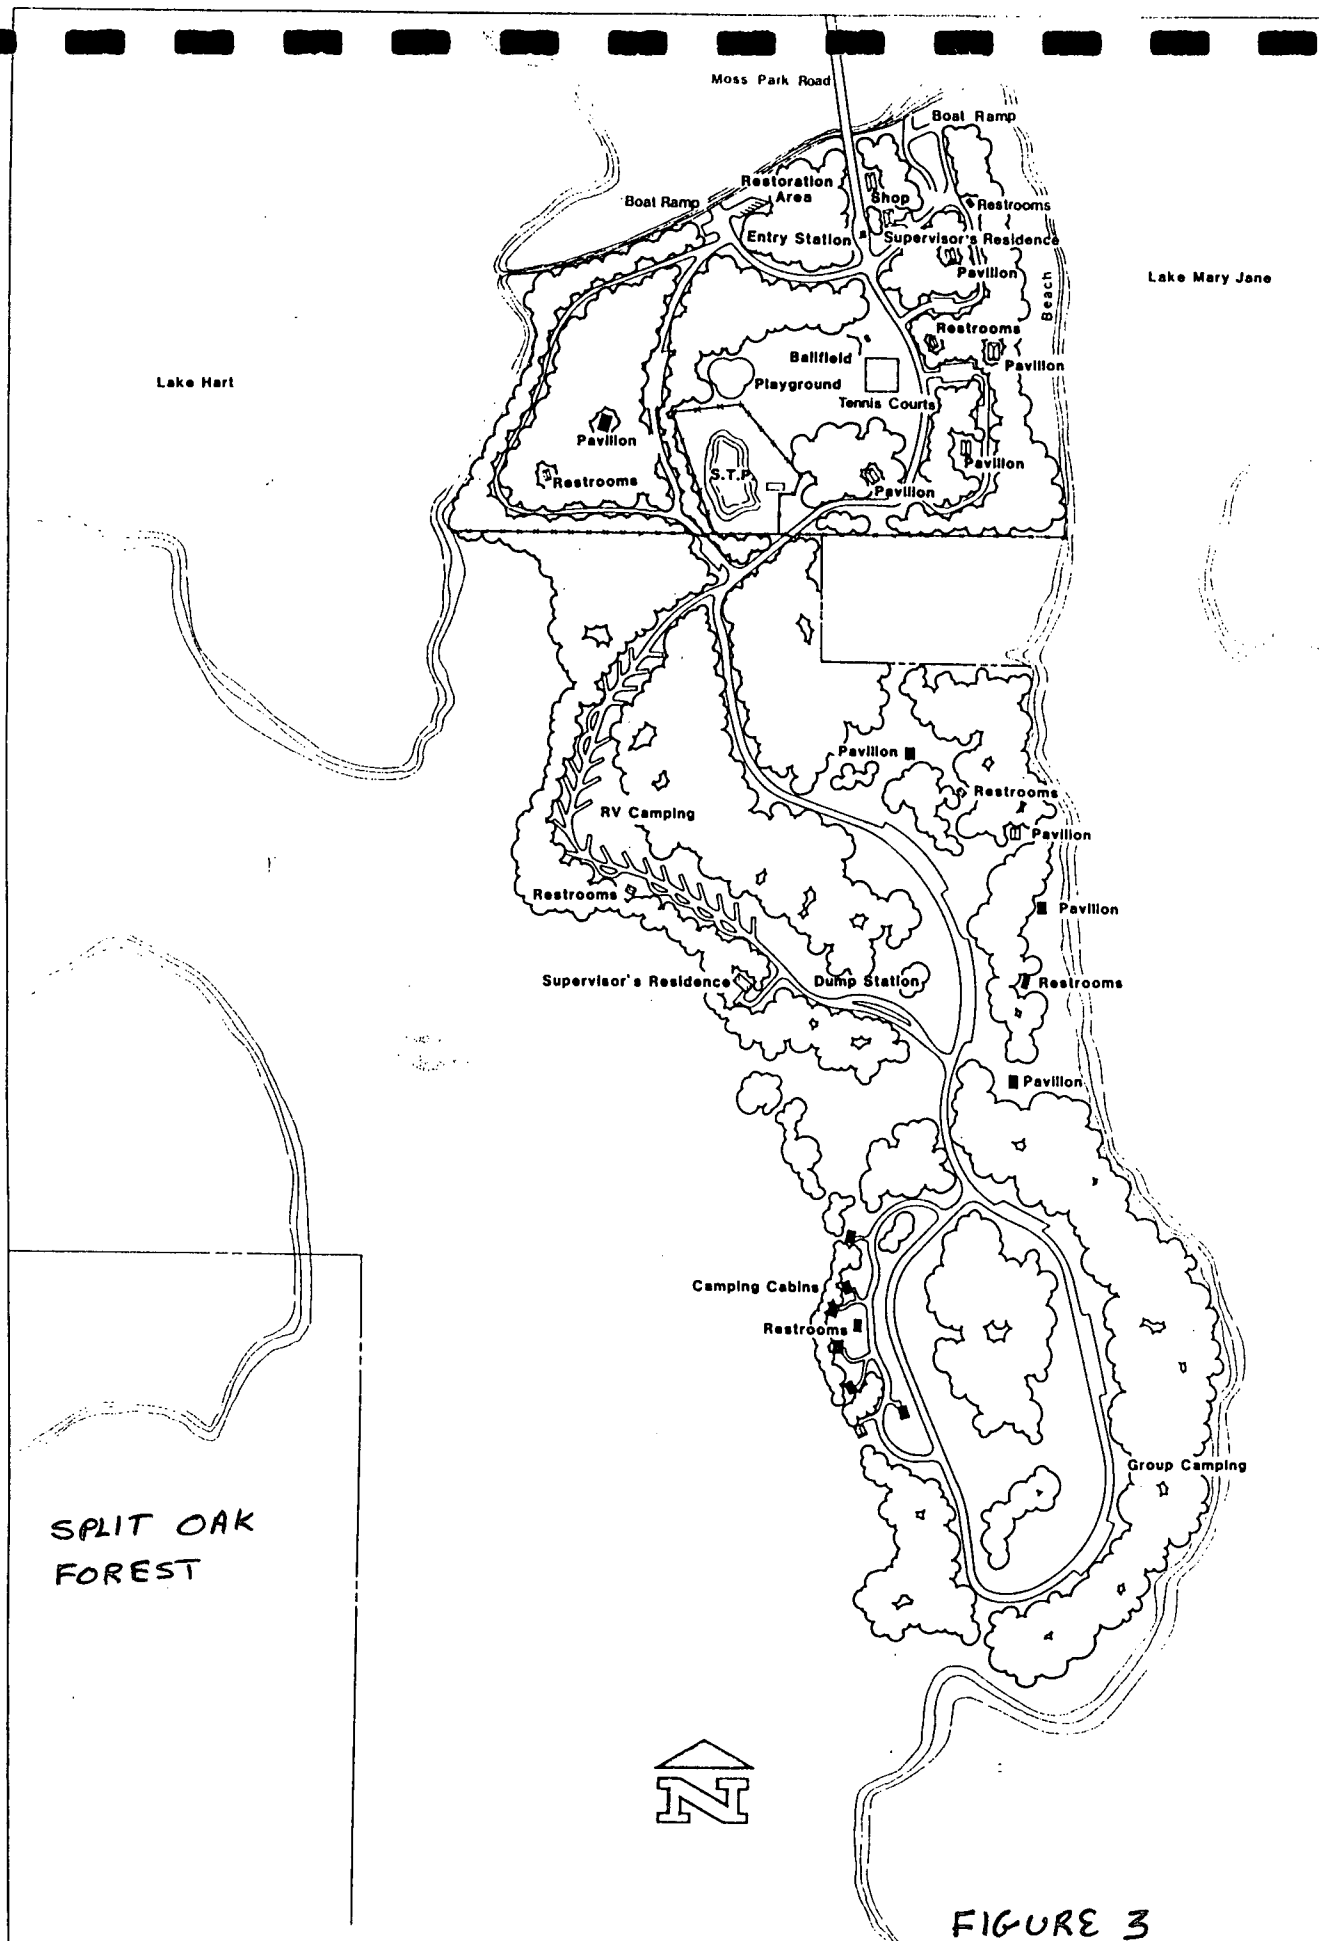 Moss Park Road
Boat Ramp
Restoration
Area
Shop
Boat Ramp
Restrooms
Entry Station
Supervisor's Residence
Pavilion
Lake Mary Jane
Beach
Restrooms
Ballfield
Pavilion
Lake Hart
Playground
Tennis Courts
Pavilion
Pavilion
S.T.P.
Restrooms
Pavilion
Pavilion
Restrooms
RV Camping
Pavilion
Restrooms
Pavilion
Supervisor's Residence
Dump Station
Restrooms
Pavilion
Camping Cabins
Restrooms
Group Camping
SPLIT OAK
FOREST
N
FIGURE 3